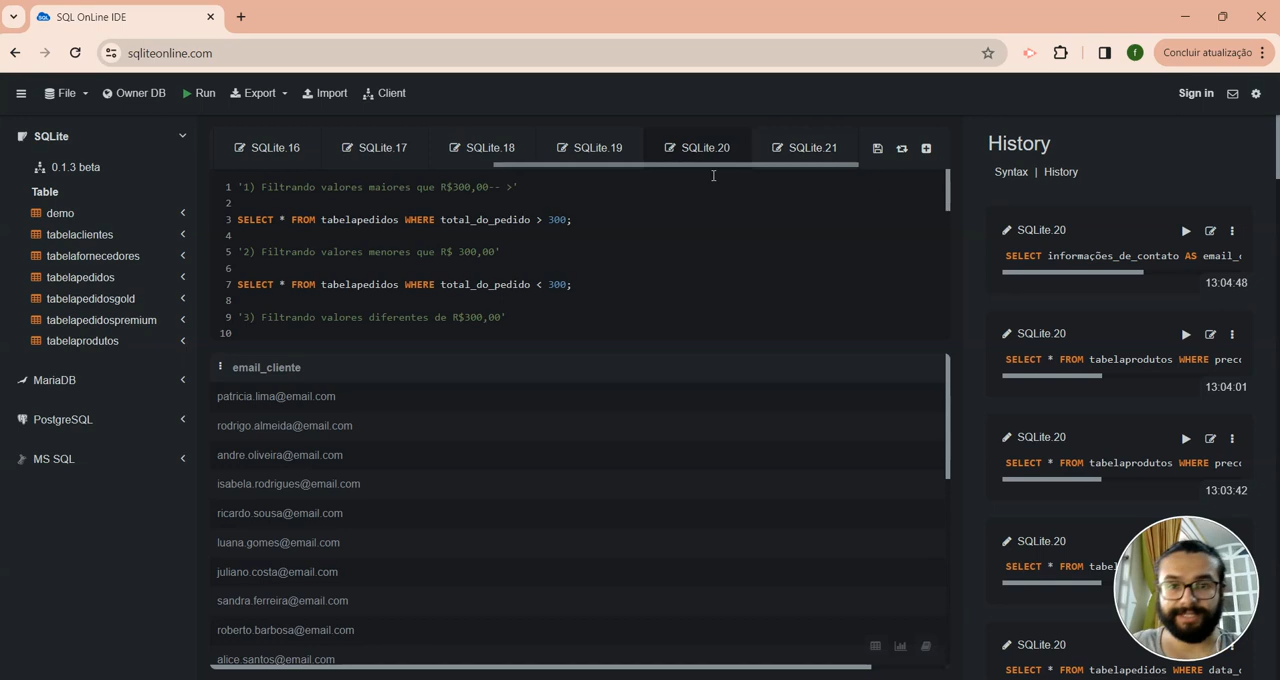 SQL OnLine IDE
sqliteonline.com
f
Concluir atualização
File
Owner DB
Run
Export
Import
Client
Sign in
SQLite
0.1.3 beta
Table
demo
tabelaclientes
tabelafornecedores
tabelapedidos
tabelapedidosgold
tabelapedidospremium
tabelaprodutos
MariaDB
PostgreSQL
MS SQL
SQLite.16
SQLite.17
SQLite.18
SQLite.19
SQLite.20
SQLite.21
1 '1) Filtrando valores maiores que R$300,00-- >'
2
3 SELECT * FROM tabelapedidos WHERE total_do_pedido > 300;
4
5 '2) Filtrando valores menores que R$ 300,00'
6
7 SELECT * FROM tabelapedidos WHERE total_do_pedido < 300;
8
9 '3) Filtrando valores diferentes de R$300,00'
10
email_cliente
patricia.lima@email.com
rodrigo.almeida@email.com
andre.oliveira@email.com
isabela.rodrigues@email.com
ricardo.sousa@email.com
luana.gomes@email.com
juliano.costa@email.com
sandra.ferreira@email.com
roberto.barbosa@email.com
alice.santos@email.com
History
Syntax | History
SQLite.20
SELECT informações_de_contato AS email_c
13:04:48
SQLite.20
SELECT * FROM tabelaprodutos WHERE prec
13:04:01
SQLite.20
SELECT * FROM tabelaprodutos WHERE prec
13:03:42
SQLite.20
SELECT * FROM tabel
SQLite.20
SELECT * FROM tabelapedidos WHERE data_